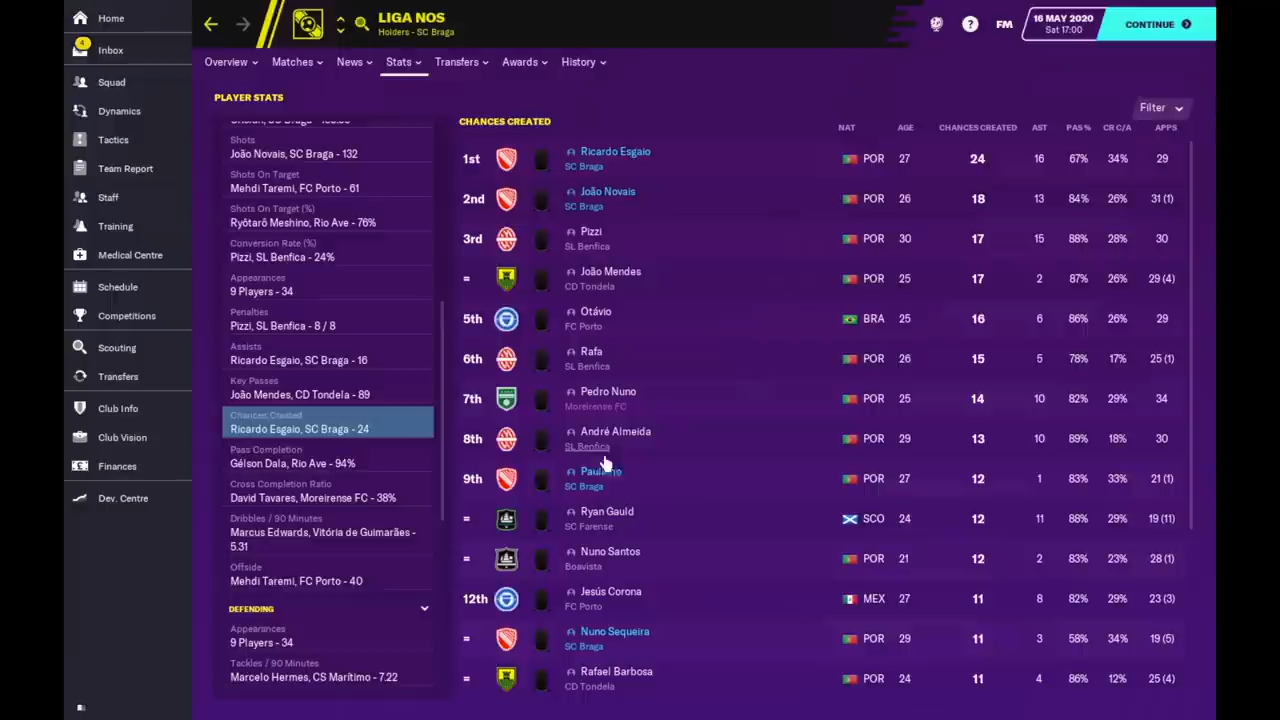 Home
4
Inbox
Squad
Dynamics
Tactics
Team Report
Staff
Training
Medical Centre
Schedule
Competitions
Scouting
Transfers
Club Info
Club Vision
Finances
Dev. Centre
LIGA NOS
Holders - SC Braga
?
FM
16 MAY 2020
Sat 17:00
CONTINUE
Overview
Matches
News
Stats
Transfers
Awards
History
PLAYER STATS
Shots
João Novais, SC Braga - 132
Shots On Target
Mehdi Taremi, FC Porto - 61
Shots On Target (%)
Ryôtarô Meshino, Rio Ave - 76%
Conversion Rate (%)
Pizzi, SL Benfica - 24%
Appearances
9 Players - 34
Penalties
Pizzi, SL Benfica - 8 / 8
Assists
Ricardo Esgaio, SC Braga - 16
Key Passes
João Mendes, CD Tondela - 89
Chances Created
Ricardo Esgaio, SC Braga - 24
Pass Completion
Gélson Dala, Rio Ave - 94%
Cross Completion Ratio
David Tavares, Moreirense FC - 38%
Dribbles / 90 Minutes
Marcus Edwards, Vitória de Guimarães -
5.31
Offside
Mehdi Taremi, FC Porto - 40
DEFENDING
Appearances
9 Players - 34
Tackles / 90 Minutes
Marcelo Hermes, CS Marítimo - 7.22
Filter
CHANCES CREATED
NAT AGE CHANCES CREATED AST PAS % CR C/A APPS
1st Ricardo Esgaio POR 27 24 16 67% 34% 29
SC Braga
2nd João Novais POR 26 18 13 84% 26% 31 (1)
SC Braga
3rd Pizzi POR 30 17 15 88% 28% 30
SL Benfica
= João Mendes POR 25 17 2 87% 26% 29 (4)
CD Tondela
5th Otávio BRA 25 16 6 86% 26% 29
FC Porto
6th Rafa POR 26 15 5 78% 17% 25 (1)
SL Benfica
7th Pedro Nuno POR 25 14 10 82% 29% 34
Moreirense FC
8th André Almeida POR 29 13 10 89% 18% 30
SL Benfica
9th POR 27 12 1 83% 33% 21 (1)
SC Braga
= Ryan Gauld SCO 24 12 11 88% 29% 19 (11)
SC Farense
= Nuno Santos POR 21 12 2 83% 23% 28 (1)
Boavista
12th Jesús Corona MEX 27 11 8 82% 29% 23 (3)
FC Porto
= Nuno Sequeira POR 29 11 3 58% 34% 19 (5)
SC Braga
= Rafael Barbosa POR 24 11 4 86% 12% 25 (4)
CD Tondela